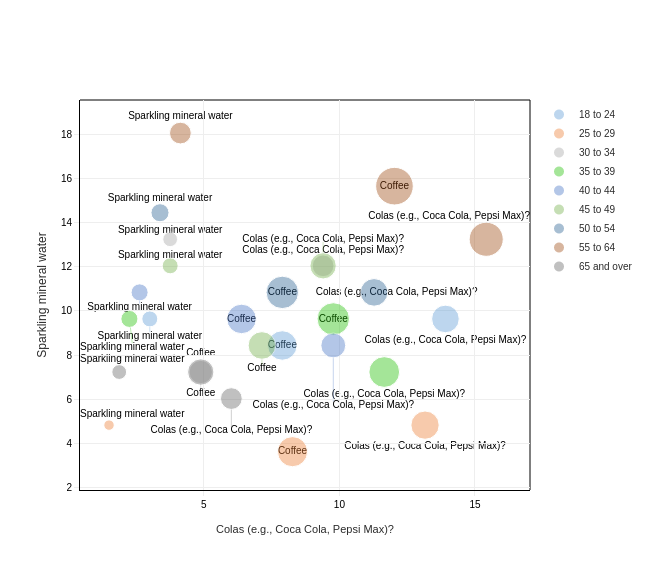 Sparkling mineral water
18 to 24
25 to 29
30 to 34
35 to 39
40 to 44
45 to 49
50 to 54
55 to 64
65 and over
18
16
14
12
10
8
6
4
2
Sparkling mineral water
Coffee
Sparkling mineral water
Colas (e.g., Coca Cola, Pepsi Max)?
Sparkling mineral water
Colas (e.g., Coca Cola, Pepsi Max)?
Sparkling mineral water
Colas (e.g., Coca Cola, Pepsi Max)?
Coffee
Colas (e.g., Coca Cola, Pepsi Max)?
Sparkling mineral water
Coffee
Coffee
Sparkling mineral water
Colas (e.g., Coca Cola, Pepsi Max)?
Sparkling mineral water
Coffee
Coffee
Sparkling mineral water
Coffee
Coffee
Colas (e.g., Coca Cola, Pepsi Max)?
Colas (e.g., Coca Cola, Pepsi Max)?
Sparkling mineral water
Colas (e.g., Coca Cola, Pepsi Max)?
Colas (e.g., Coca Cola, Pepsi Max)?
Coffee
5
10
15
Colas (e.g., Coca Cola, Pepsi Max)?